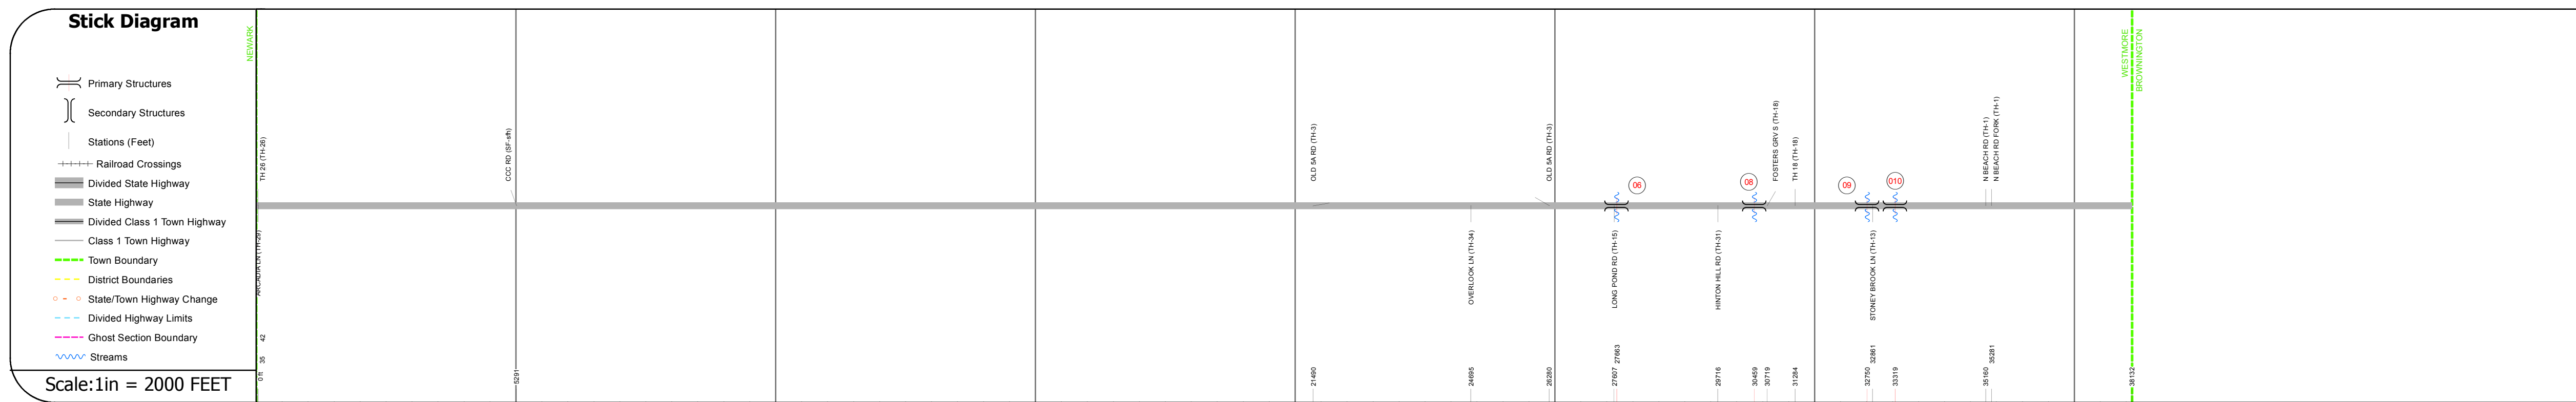 Stick Diagram
Primary Structures
Secondary Structures
Stations (Feet)
Railroad Crossings
Divided State Highway
State Highway
Divided Class 1 Town Highway
Class 1 Town Highway
Town Boundary
District Boundaries
State/Town Highway Change
Divided Highway Limits
Ghost Section Boundary
Streams
Scale:1in = 2000 FEET
NEWARK
TH 26 (TH-26)
ARCADIA LN (TH-29)
0 ft
35
42
CCC RD (SF-sfh)
5291
OLD 5A RD (TH-3)
21490
OVERLOOK LN (TH-34)
24695
OLD 5A RD (TH-3)
26280
06
LONG POND RD (TH-15)
27607
27663
HINTON HILL RD (TH-31)
29716
08
30459
FOSTERS GRV S (TH-18)
30719
TH 18 (TH-18)
31284
09
32750
STONEY BROOK LN (TH-13)
32861
010
33319
N BEACH RD (TH-1)
35160
N BEACH RD FORK (TH-1)
35281
WESTMORE
BROWNINGTON
38132